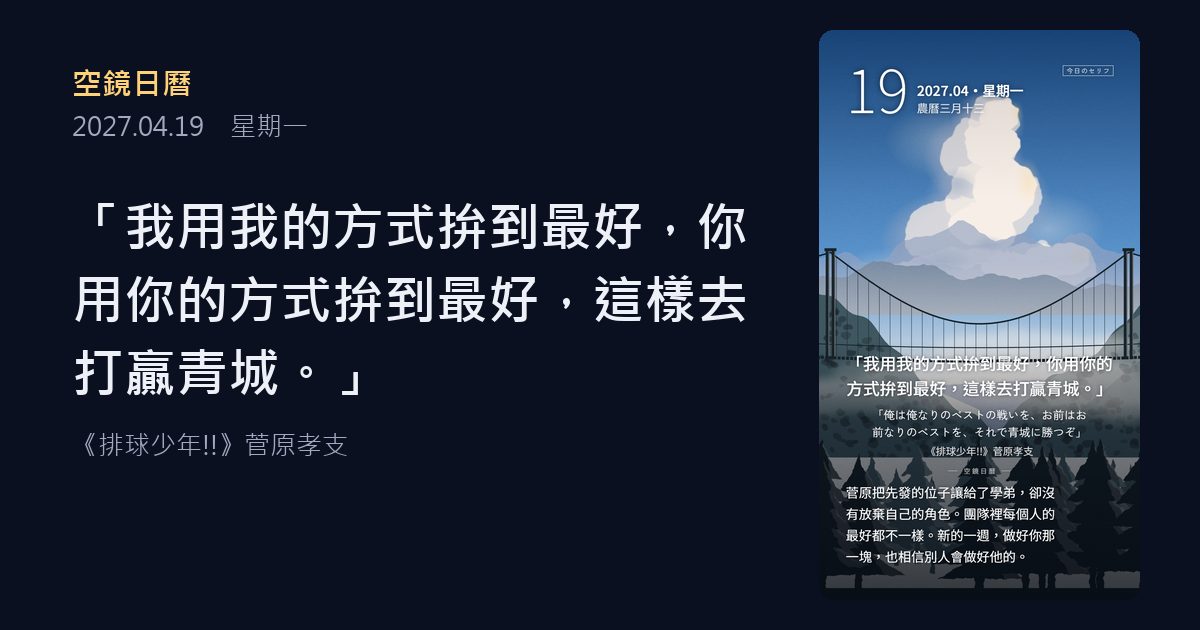 空鏡日曆
2027.04.19 星期一
「我用我的方式拚到最好，你
用你的方式拚到最好，這樣去
打贏青城。」
《排球少年!!》菅原孝支
今日のセリフ
19 2027.04・星期一
農曆三月十三
「我用我的方式拚到最好，你用你的
方式拚到最好，這樣去打贏青城。」
「俺は俺なりのベストの戦いを、お前はお
前なりのベストを、それで青城に勝つぞ」
《排球少年!!》菅原孝支
— 空鏡日曆 —
菅原把先發的位子讓給了學弟，卻沒
有放棄自己的角色。團隊裡每個人的
最好都不一樣。新的一週，做好你那
一塊，也相信別人會做好他的。